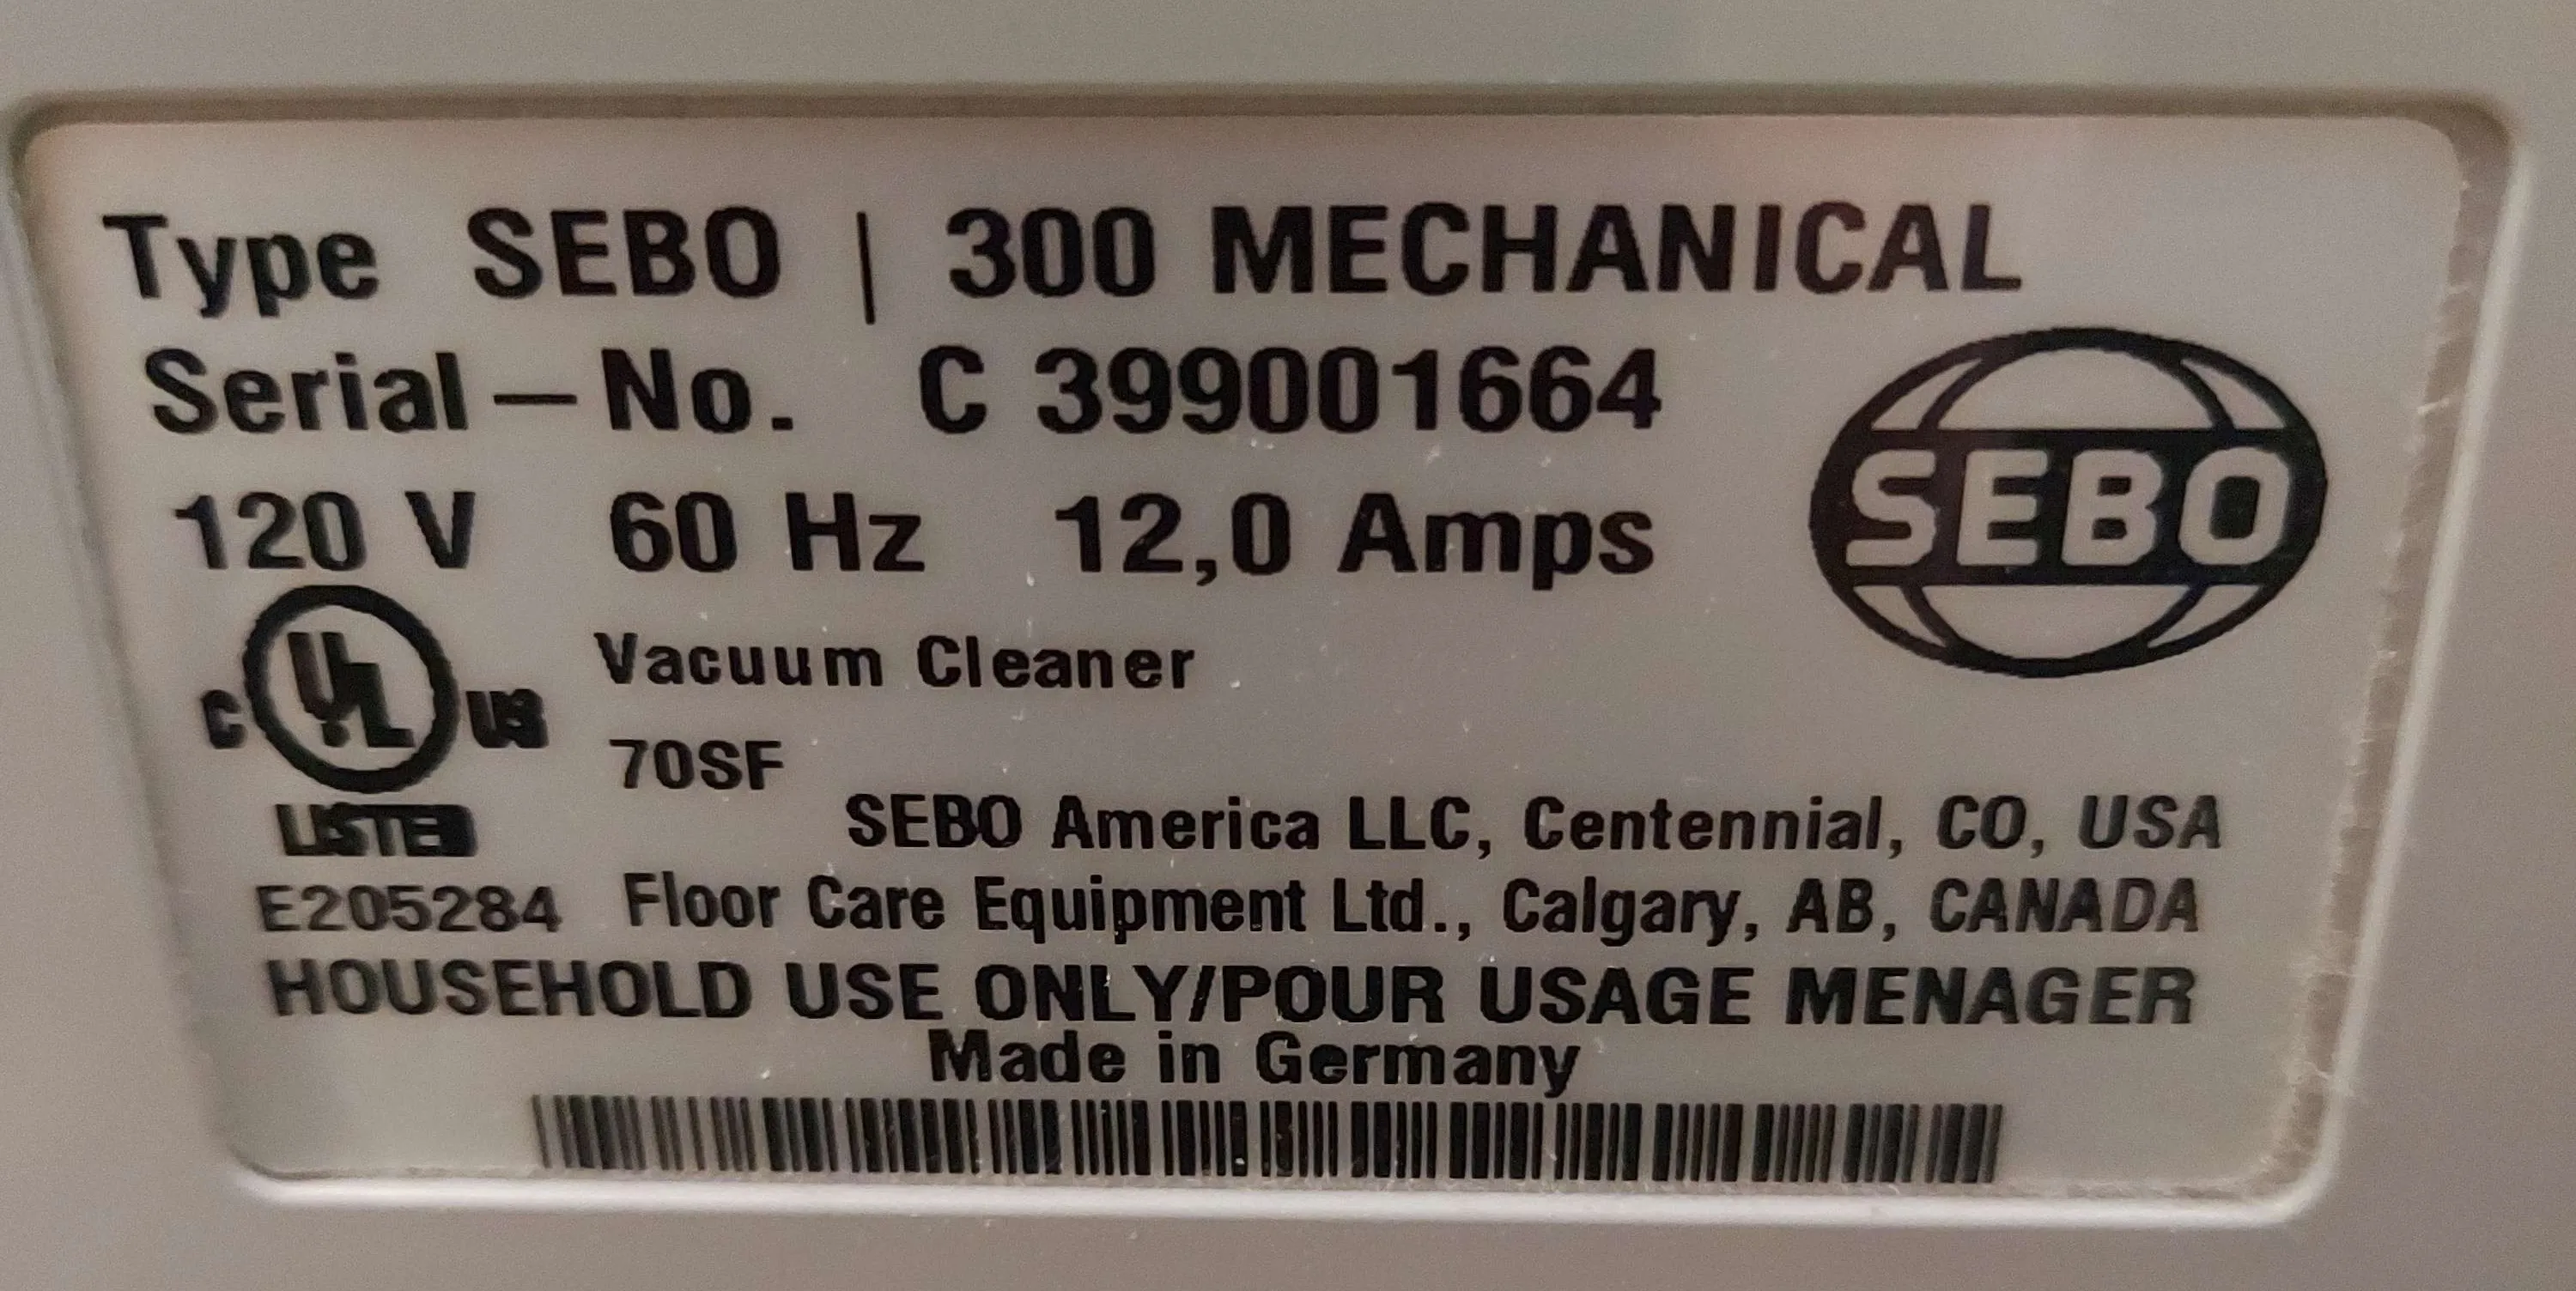 Type SEBO | 300 MECHANICAL
Serial—No. C 399001664
120 V 60 Hz 12,0 Amps
SEBO
C UL US
LISTED
Vacuum Cleaner
70SF
SEBO America LLC, Centennial, CO, USA
E205284 Floor Care Equipment Ltd., Calgary, AB, CANADA
HOUSEHOLD USE ONLY/POUR USAGE MENAGER
Made in Germany